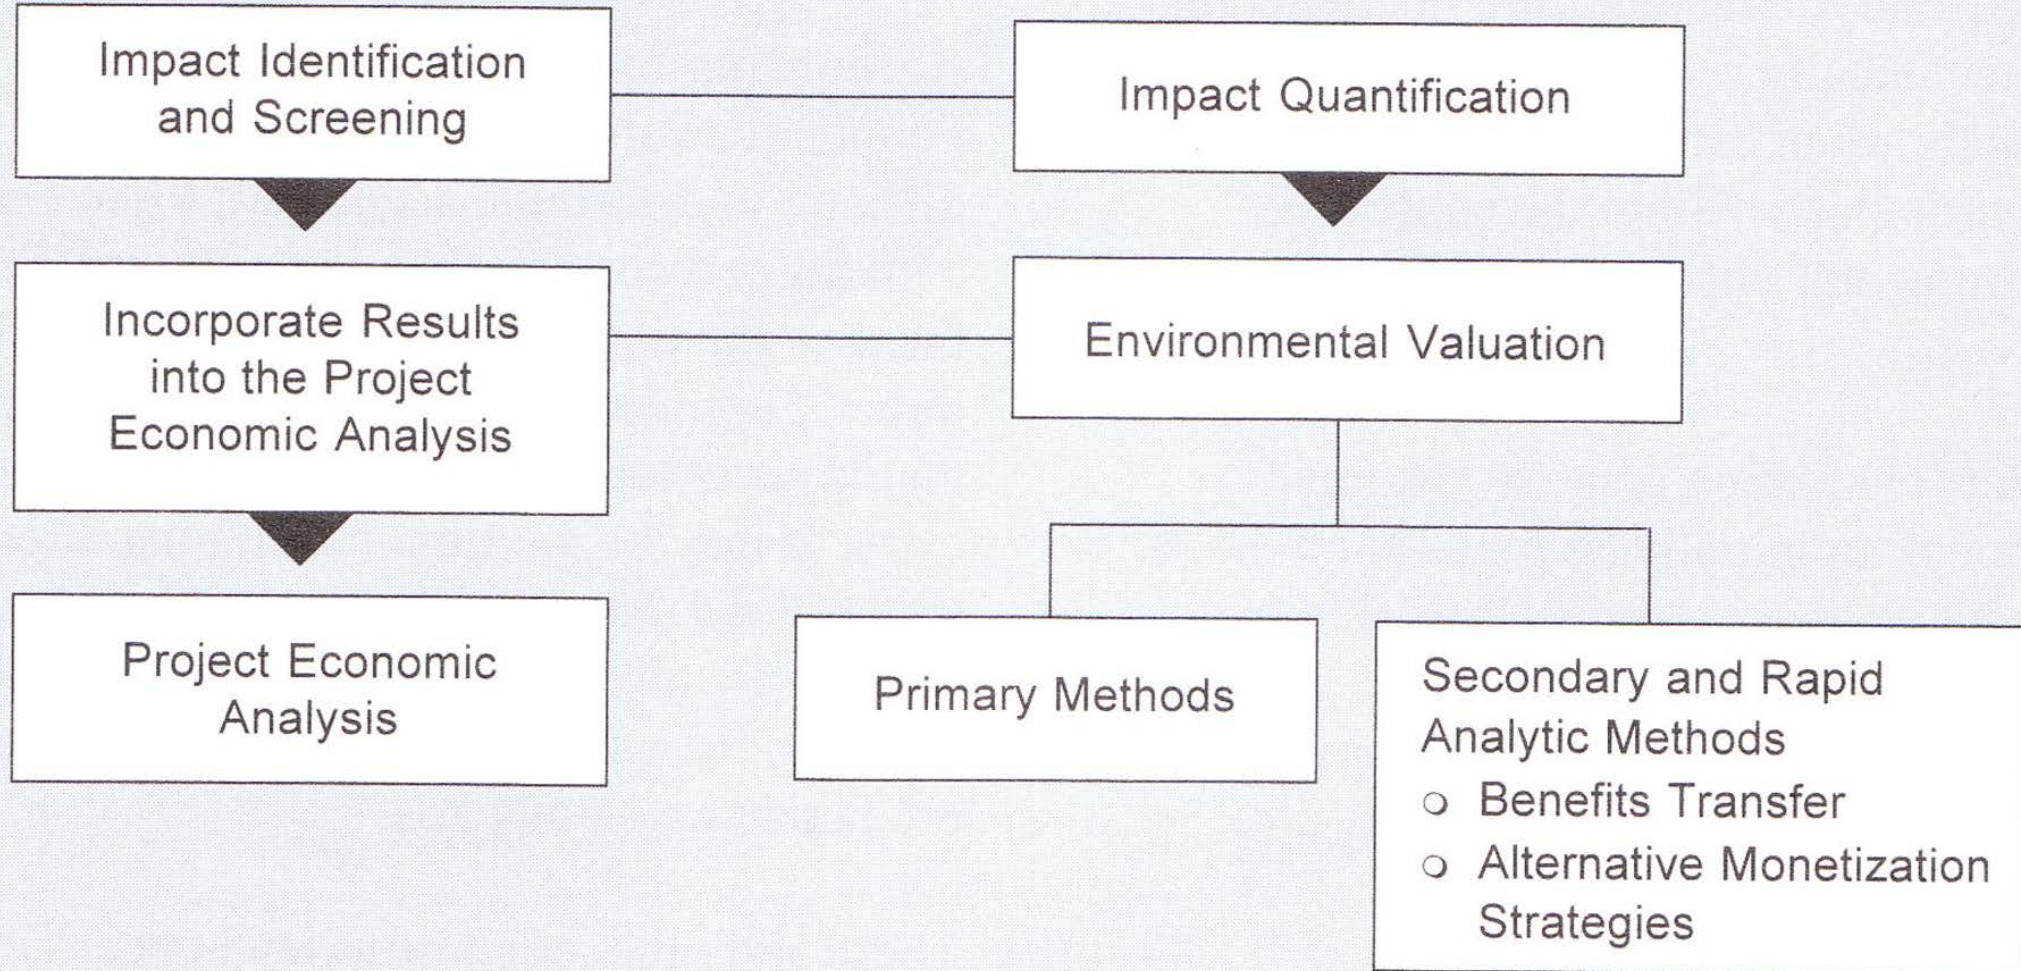 Impact Identification
and Screening
Impact Quantification
Incorporate Results
into the Project
Economic Analysis
Environmental Valuation
Project Economic
Analysis
Primary Methods
Secondary and Rapid
Analytic Methods
○ Benefits Transfer
○ Alternative Monetization
Strategies